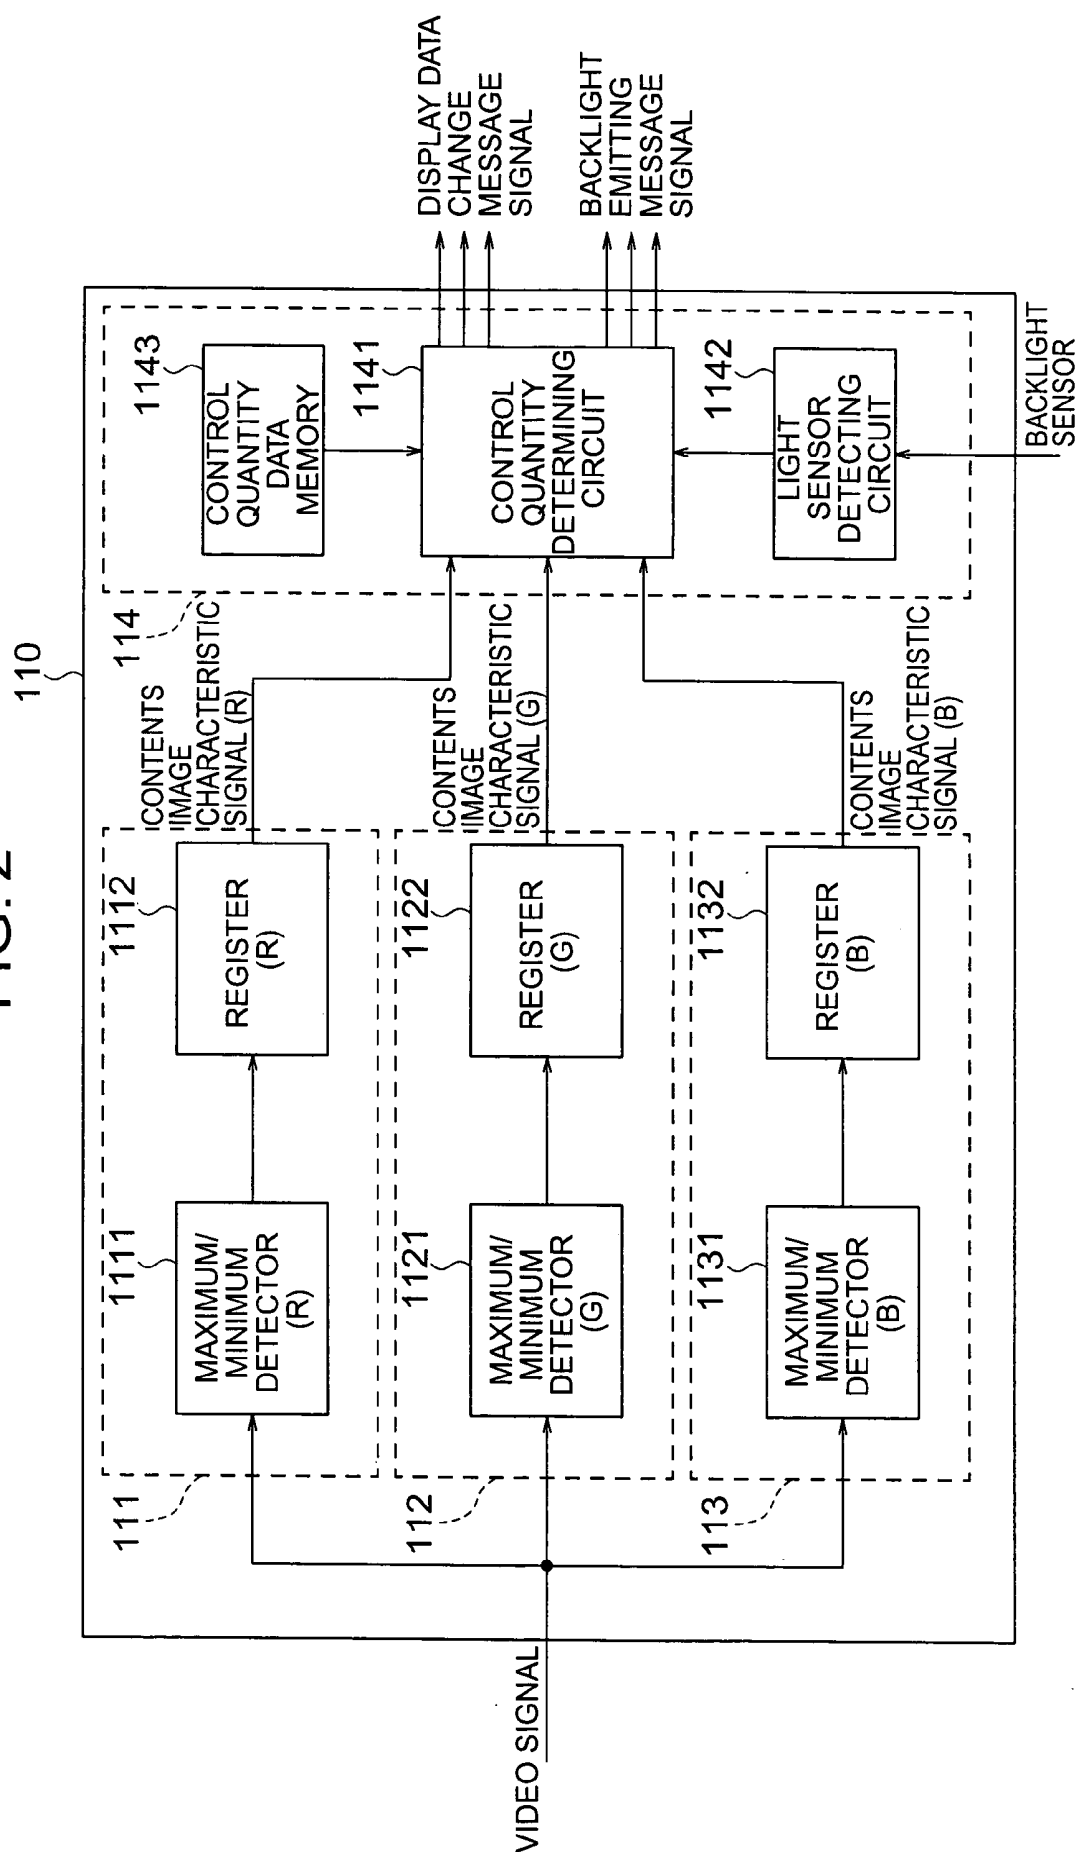 FIG. 2
110
VIDEO SIGNAL
111
1111
MAXIMUM/
MINIMUM
DETECTOR
(R)
1112
REGISTER
(R)
CONTENTS
IMAGE
CHARACTERISTIC
SIGNAL (R)
112
1121
MAXIMUM/
MINIMUM
DETECTOR
(G)
1122
REGISTER
(G)
CONTENTS
IMAGE
CHARACTERISTIC
SIGNAL (G)
113
1131
MAXIMUM/
MINIMUM
DETECTOR
(B)
1132
REGISTER
(B)
CONTENTS
IMAGE
CHARACTERISTIC
SIGNAL (B)
114
1143
CONTROL
QUANTITY
DATA
MEMORY
1141
CONTROL
QUANTITY
DETERMINING
CIRCUIT
1142
LIGHT
SENSOR
DETECTING
CIRCUIT
DISPLAY DATA
CHANGE
MESSAGE
SIGNAL
BACKLIGHT
EMITTING
MESSAGE
SIGNAL
BACKLIGHT
SENSOR